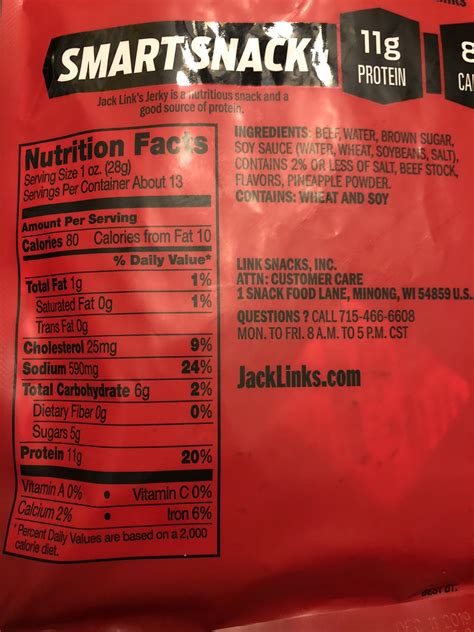 SMART SNACK
11g
PROTEIN
8
CA
Jack Link's Jerky is a nutritious snack and a
good source of protein.
Nutrition Facts
Serving Size 1 oz. (28g)
Servings Per Container About 13
Amount Per Serving
Calories 80 Calories from Fat 10
% Daily Value*
Total Fat 1g 1%
Saturated Fat 0g 1%
Trans Fat 0g
Cholesterol 25mg 9%
Sodium 590mg 24%
Total Carbohydrate 6g 2%
Dietary Fiber 0g 0%
Sugars 5g
Protein 11g 20%
Vitamin A 0% • Vitamin C 0%
Calcium 2% • Iron 6%
*Percent Daily Values are based on a 2,000
calorie diet.
INGREDIENTS: BEEF, WATER, BROWN SUGAR,
SOY SAUCE (WATER, WHEAT, SOYBEANS, SALT),
CONTAINS 2% OR LESS OF SALT, BEEF STOCK,
FLAVORS, PINEAPPLE POWDER.
CONTAINS: WHEAT AND SOY
LINK SNACKS, INC.
ATTN: CUSTOMER CARE
1 SNACK FOOD LANE, MINONG, WI 54859 U.S.
QUESTIONS ? CALL 715-466-6608
MON. TO FRI. 8 A.M. TO 5 P.M. CST
JackLinks.com
BEST BY: